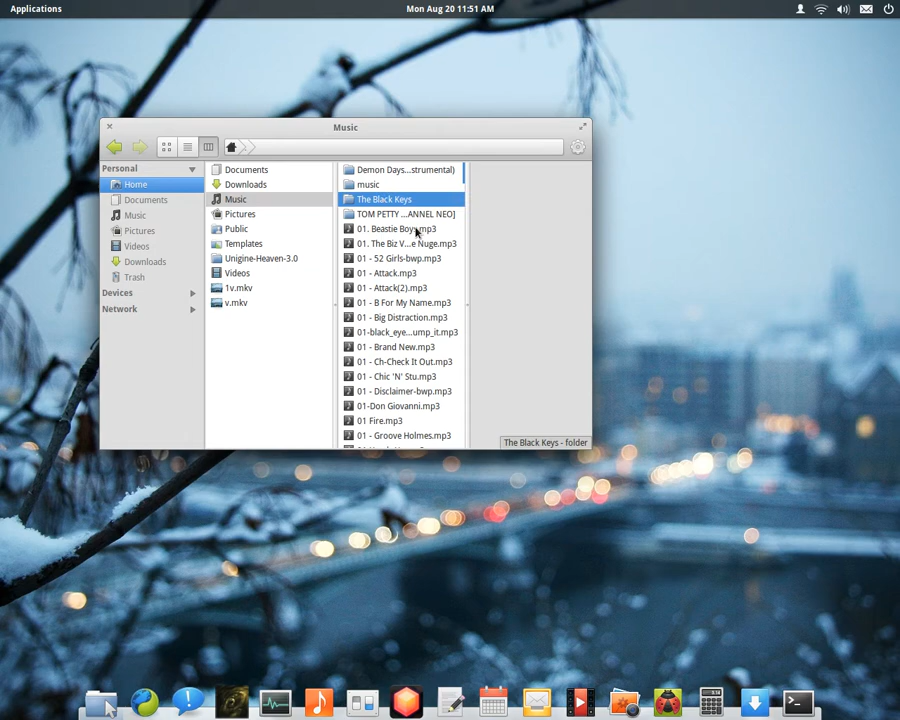 Applications
Mon Aug 20 11:51 AM
Music
Personal
Home
Documents
Music
Pictures
Videos
Downloads
Trash
Devices
Network
Documents
Downloads
Music
Pictures
Public
Templates
Unigine-Heaven-3.0
Videos
1v.mkv
v.mkv
Demon Days...strumental)
music
The Black Keys
TOM PETTY ...ANNEL NEO]
01. Beastie Boys.mp3
01. The Biz V...e Nuge.mp3
01 - 52 Girls-bwp.mp3
01 - Attack.mp3
01 - Attack(2).mp3
01 - B For My Name.mp3
01 - Big Distraction.mp3
01-black_eye...ump_it.mp3
01 - Brand New.mp3
01 - Ch-Check It Out.mp3
01 - Chic 'N' Stu.mp3
01 - Disclaimer-bwp.mp3
01-Don Giovanni.mp3
01 Fire.mp3
01 - Groove Holmes.mp3
The Black Keys - folder